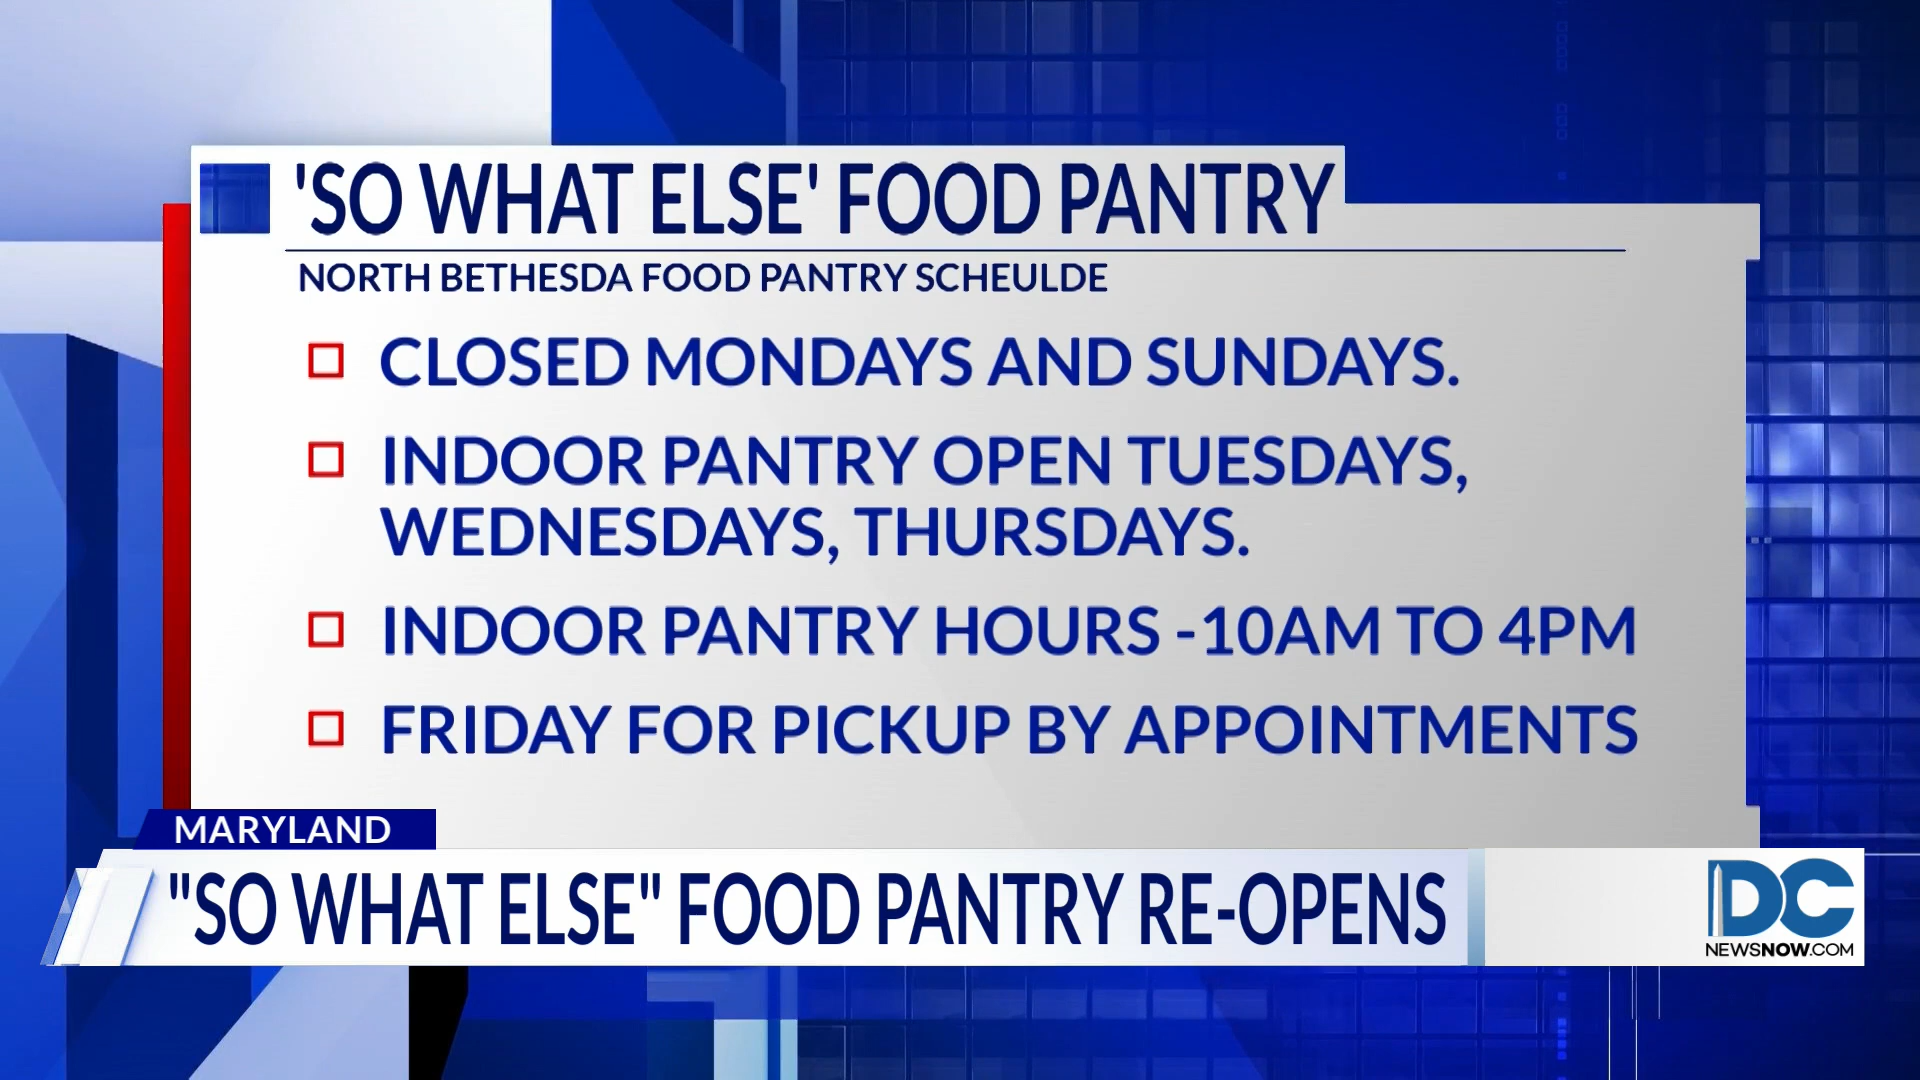 'SO WHAT ELSE' FOOD PANTRY
NORTH BETHESDA FOOD PANTRY SCHEULDE
CLOSED MONDAYS AND SUNDAYS.
INDOOR PANTRY OPEN TUESDAYS,
WEDNESDAYS, THURSDAYS.
INDOOR PANTRY HOURS -10AM TO 4PM
FRIDAY FOR PICKUP BY APPOINTMENTS
MARYLAND
"SO WHAT ELSE" FOOD PANTRY RE-OPENS
DC
NEWSNOW.COM